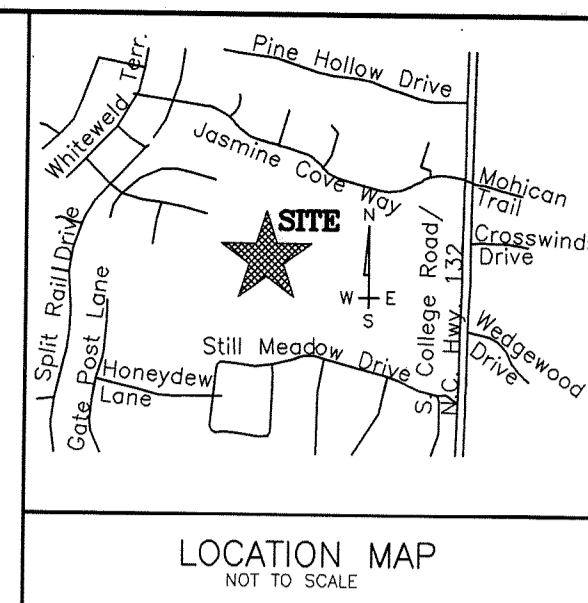 Pine Hollow Drive
Whiteweld Terr.
Jasmine Cove Way
Mohican
Trail
SITE
N
W E
S
Crosswinds
Drive
S. College Road/
N.C. Hwy. 132
Split Rail Drive
Gate Post Lane
Still Meadow Drive
Wedgewood
Drive
Honeydew
Lane
LOCATION MAP
NOT TO SCALE